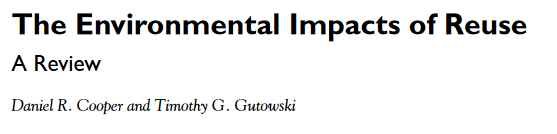 The Environmental Impacts of Reuse
A Review
Daniel R. Cooper and Timothy G. Gutowski